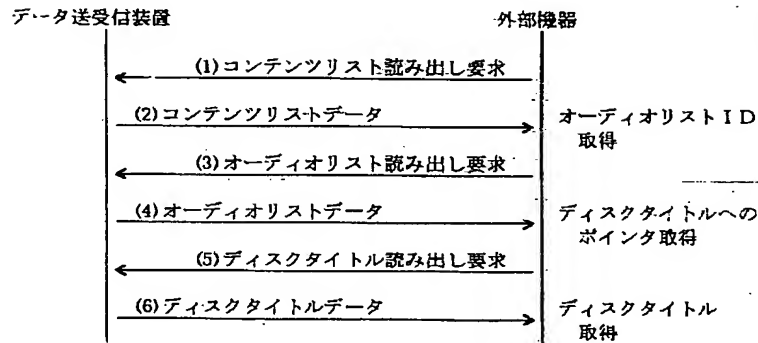 データ送受信装置
外部機器
(1)コンテンツリスト読み出し要求
(2)コンテンツリストデータ
オーディオリストID
取得
(3)オーディオリスト読み出し要求
(4)オーディオリストデータ
ディスクタイトルへの
ポインタ取得
(5)ディスクタイトル読み出し要求
(6)ディスクタイトルデータ
ディスクタイトル
取得